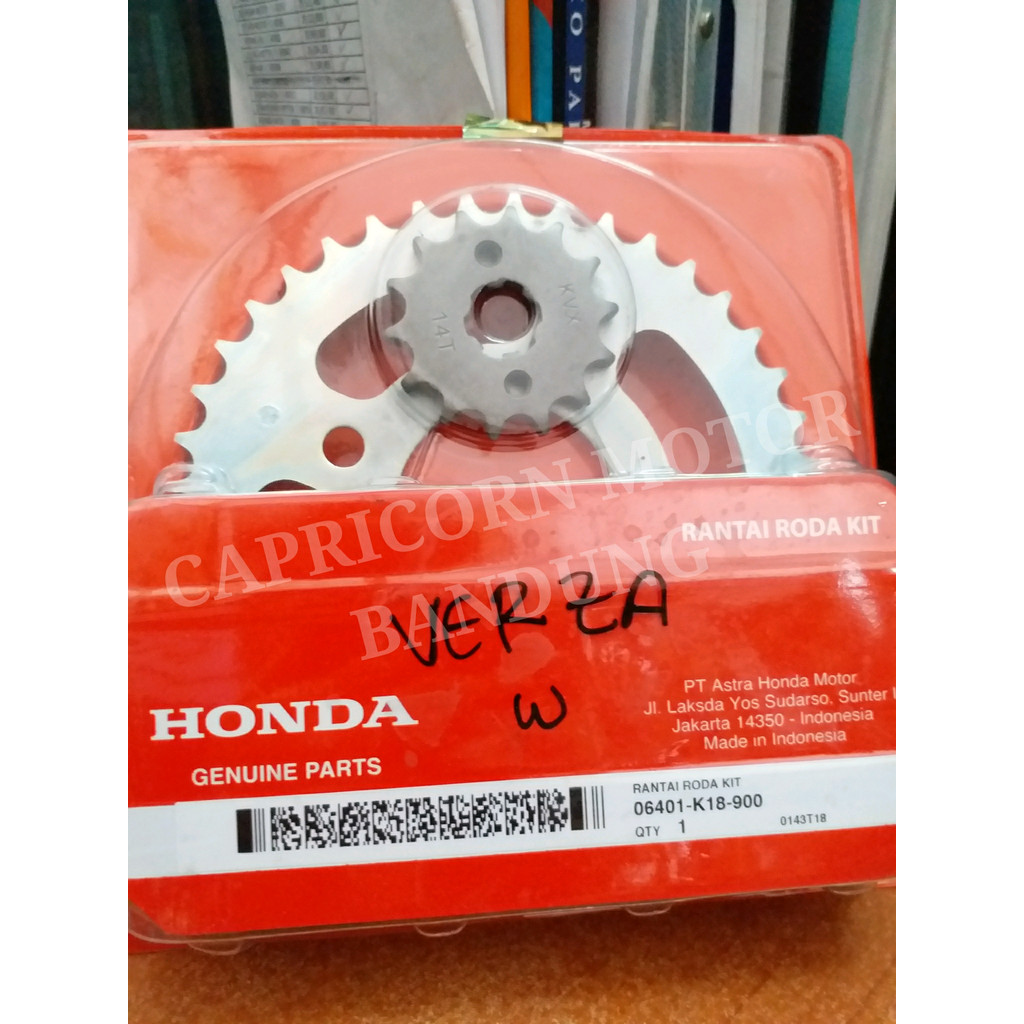 O PA
KVX
14T
CAPRICORN MOTOR
BANDUNG
RANTAI RODA KIT
VERZA
W
HONDA
GENUINE PARTS
PT Astra Honda Motor
Jl. Laksda Yos Sudarso, Sunter I
Jakarta 14350 - Indonesia
Made in Indonesia
RANTAI RODA KIT
06401-K18-900
QTY 1
0143T18